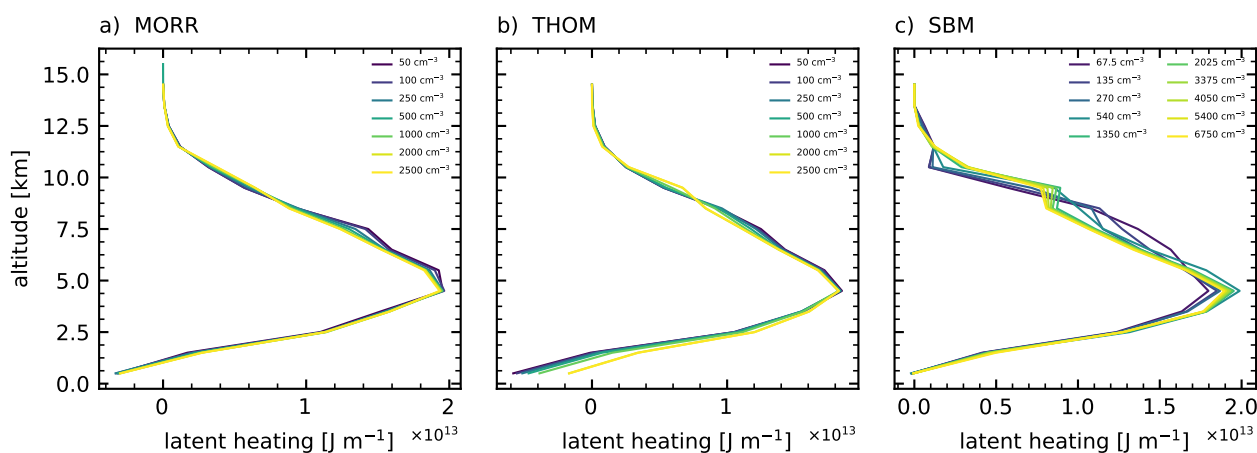 a) MORR
b) THOM
c) SBM
altitude [km]
15.0
12.5
10.0
7.5
5.0
2.5
0.0
50 cm⁻³
100 cm⁻³
250 cm⁻³
500 cm⁻³
1000 cm⁻³
2000 cm⁻³
2500 cm⁻³
0 1 2
latent heating [J m⁻¹] ×10¹³
50 cm⁻³
100 cm⁻³
250 cm⁻³
500 cm⁻³
1000 cm⁻³
2000 cm⁻³
2500 cm⁻³
0 1
latent heating [J m⁻¹] ×10¹³
67.5 cm⁻³
135 cm⁻³
270 cm⁻³
540 cm⁻³
1350 cm⁻³
2025 cm⁻³
3375 cm⁻³
4050 cm⁻³
5400 cm⁻³
6750 cm⁻³
0.0 0.5 1.0 1.5 2.0
latent heating [J m⁻¹] ×10¹³